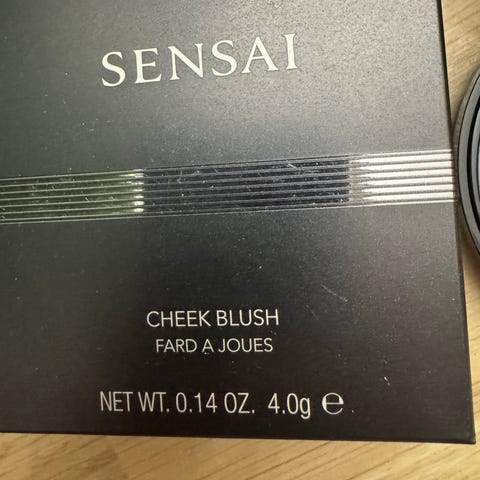 SENSAI
CHEEK BLUSH
FARD A JOUES
NET WT. 0.14 OZ. 4.0g ℮